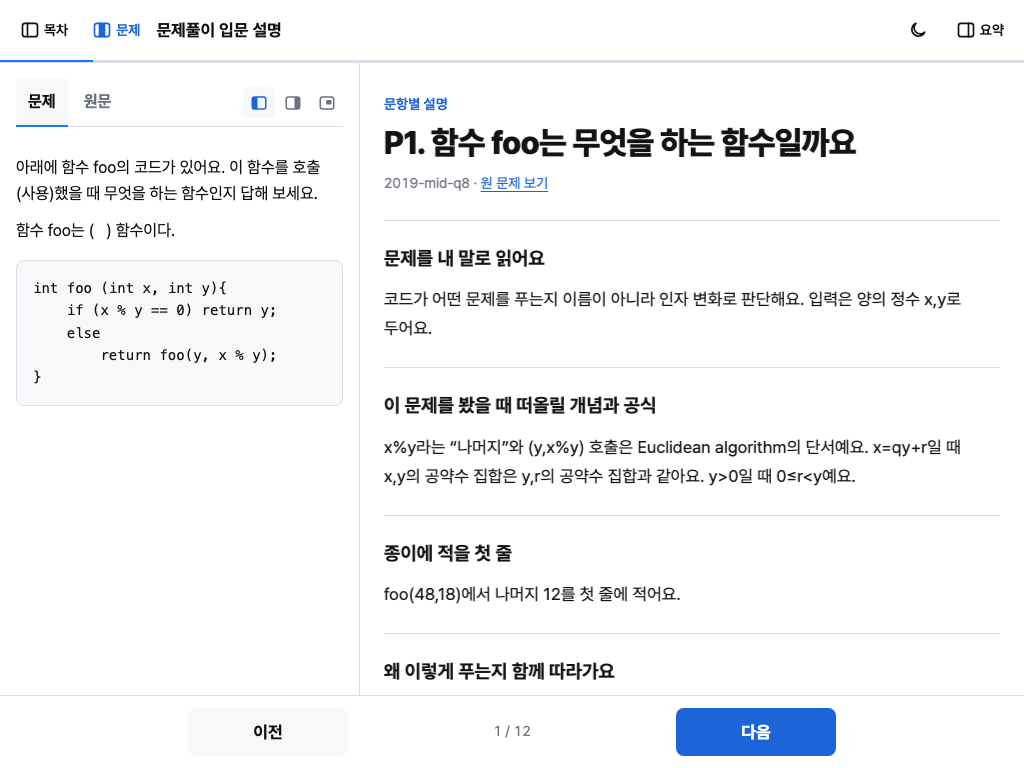 목차 문제 문제풀이 입문 설명 요약
문제 원문
아래에 함수 foo의 코드가 있어요. 이 함수를 호출
(사용)했을 때 무엇을 하는 함수인지 답해 보세요.
함수 foo는 (   ) 함수이다.
int foo (int x, int y){
    if (x % y == 0) return y;
    else
        return foo(y, x % y);
}
문항별 설명
P1. 함수 foo는 무엇을 하는 함수일까요
2019-mid-q8 · 원 문제 보기
문제를 내 말로 읽어요
코드가 어떤 문제를 푸는지 이름이 아니라 인자 변화로 판단해요. 입력은 양의 정수 x,y로
두어요.
이 문제를 봤을 때 떠올릴 개념과 공식
x%y라는 “나머지”와 (y,x%y) 호출은 Euclidean algorithm의 단서예요. x=qy+r일 때
x,y의 공약수 집합은 y,r의 공약수 집합과 같아요. y>0일 때 0≤r<y예요.
종이에 적을 첫 줄
foo(48,18)에서 나머지 12를 첫 줄에 적어요.
왜 이렇게 푸는지 함께 따라가요
이전 1 / 12 다음